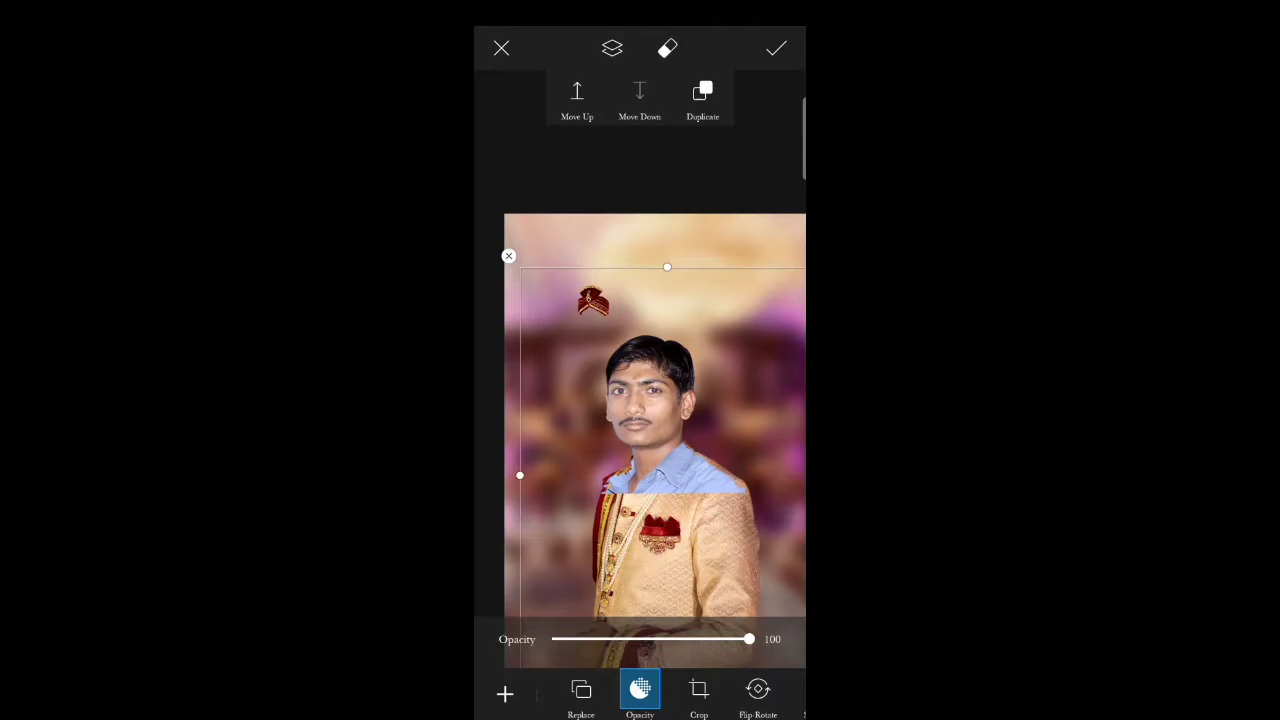 Move Up Move Down Duplicate
Opacity 100
Replace Opacity Crop Flip·Rotate